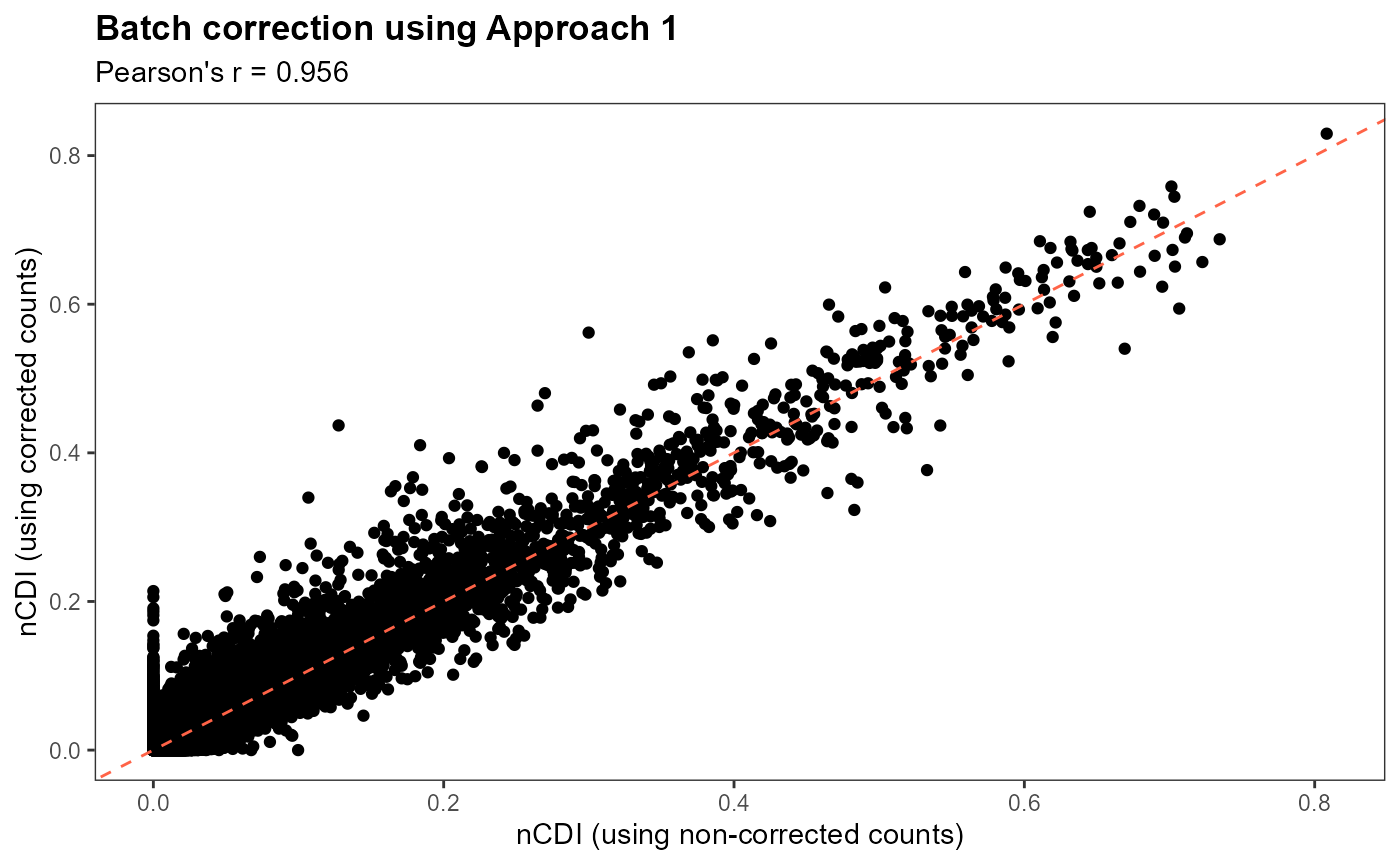 Batch correction using Approach 1
Pearson's r = 0.956
nCDI (using corrected counts)
0.8
0.6
0.4
0.2
0.0
0.0 0.2 0.4 0.6 0.8
nCDI (using non-corrected counts)